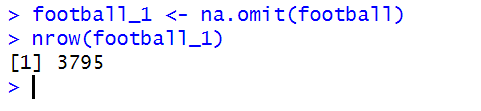 > football_1 <- na.omit(football)
> nrow(football_1)
[1] 3795
>